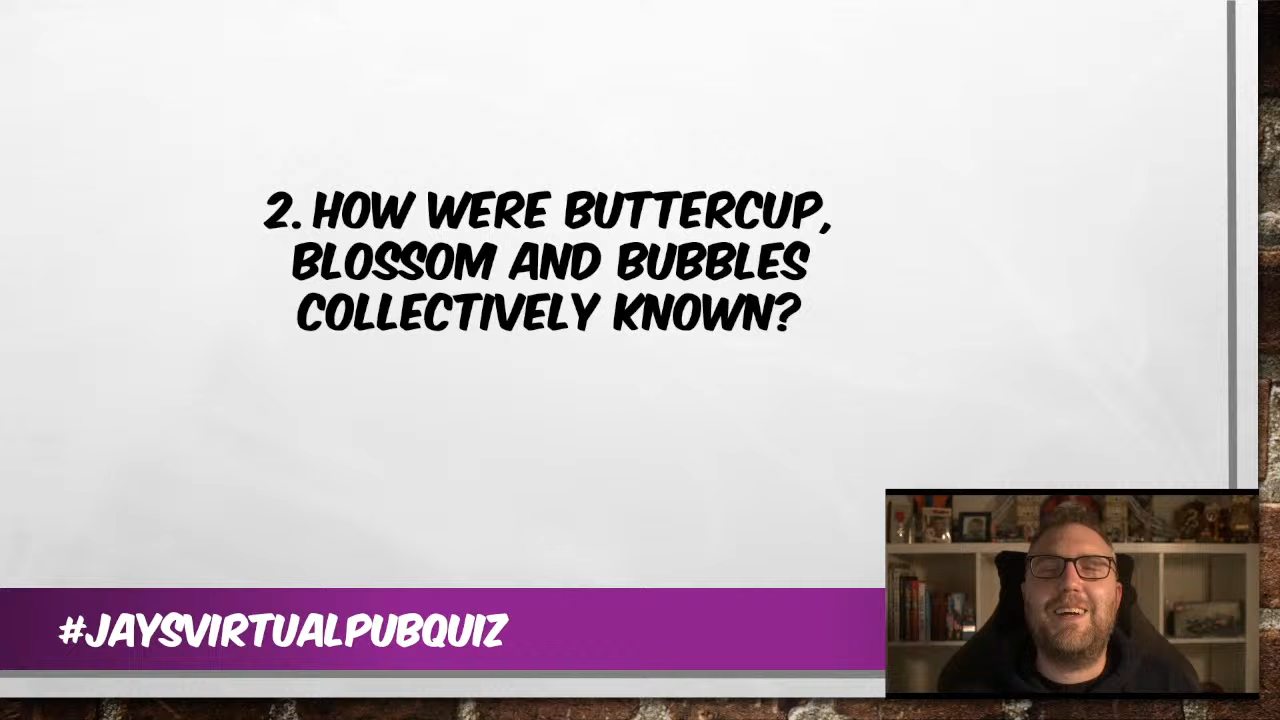 2. HOW WERE BUTTERCUP,
BLOSSOM AND BUBBLES
COLLECTIVELY KNOWN?
#JAYSVIRTUALPUBQUIZ